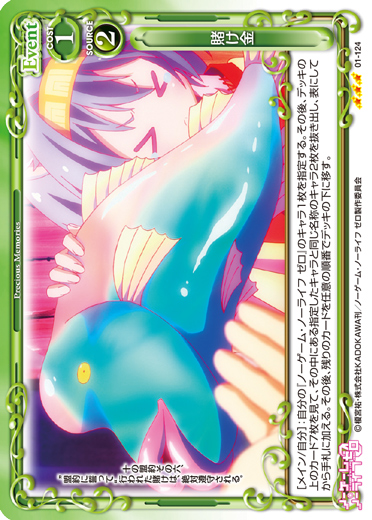 Event
COST
1
SOURCE
2
賭け金
01-124
Precious Memories
十の盟約その六、
"盟約に誓って"行われた賭けは、絶対遵守される。
[メイン/自分]：自分の「ノーゲーム・ノーライフ ゼロ」のキャラ1枚を指定する。その後、デッキの
上のカード7枚を見て、その中にある指定したキャラと同じ名称のキャラ2枚を抜き出し、表にして
から手札に加える。その後、残りのカードを任意の順番でデッキの下に移す。
©榎宮祐・株式会社KADOKAWA刊／ノーゲーム・ノーライフ ゼロ製作委員会